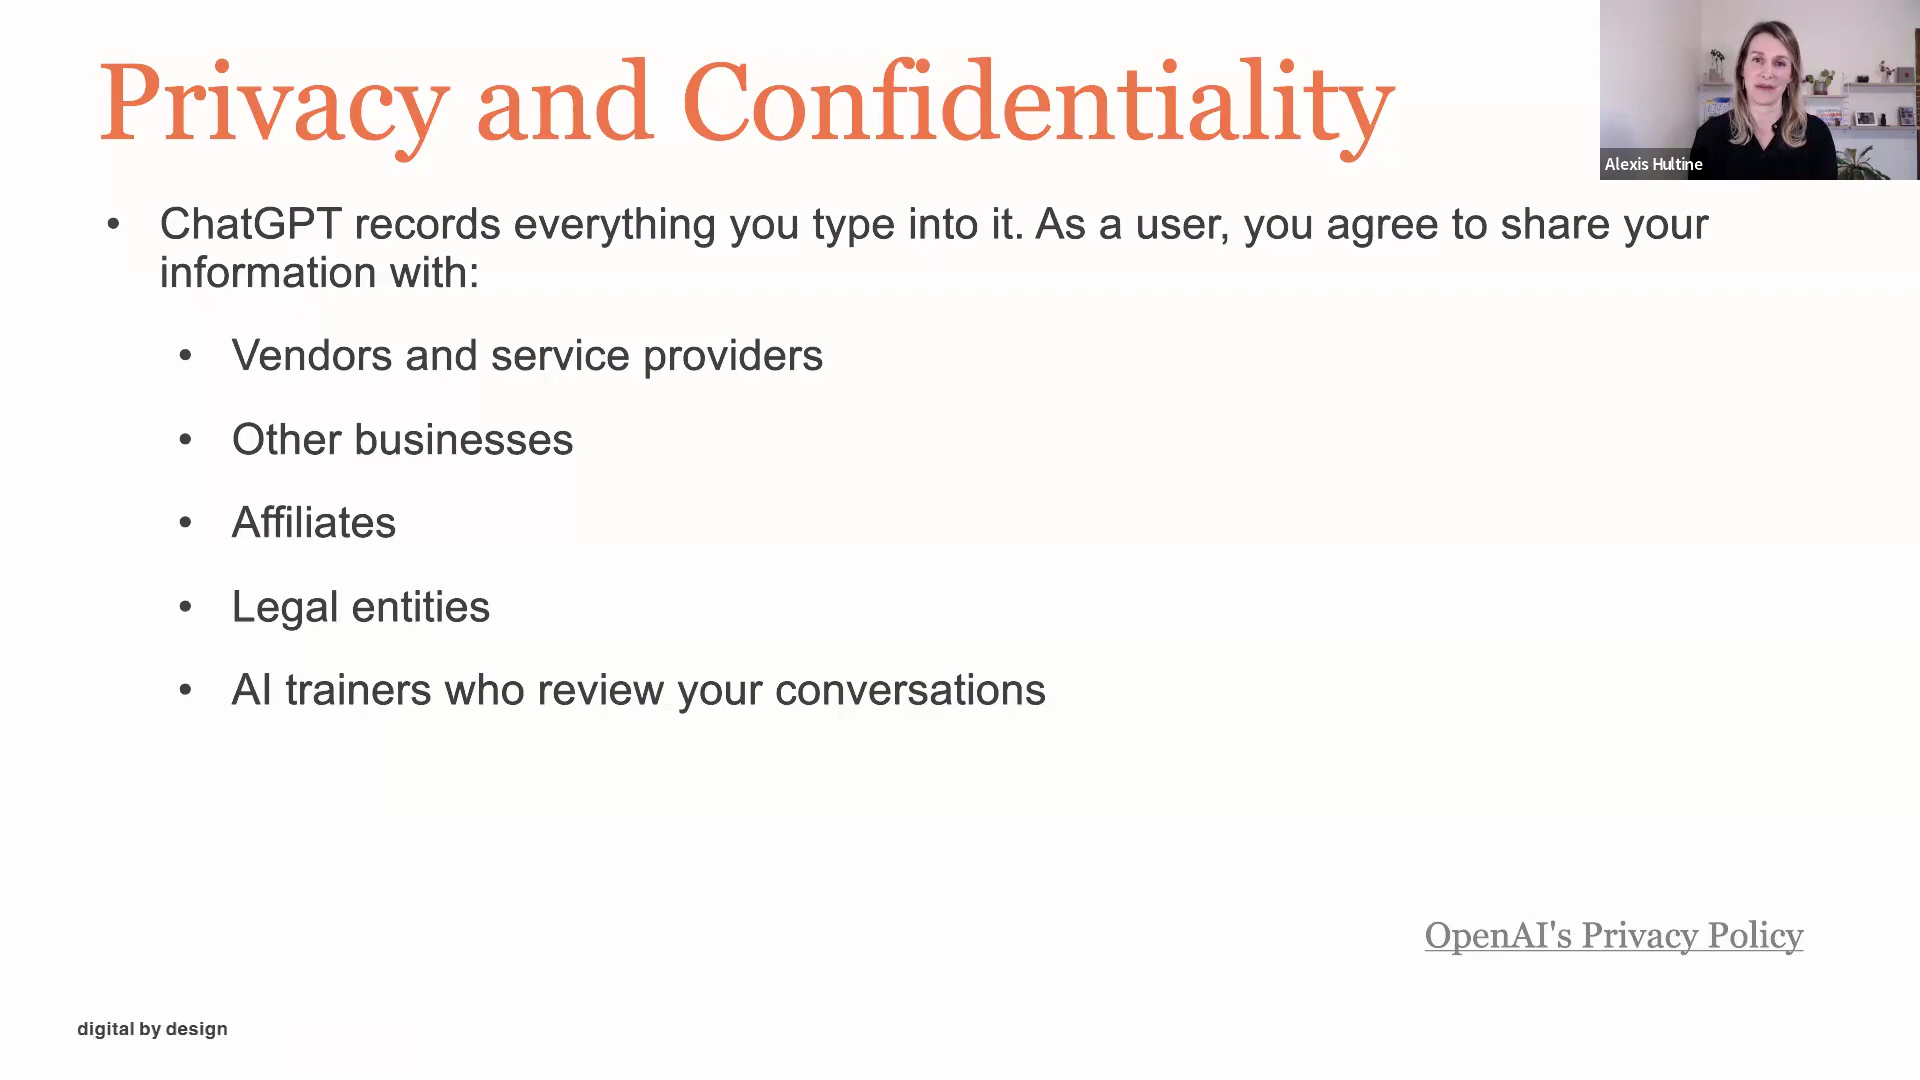 Privacy and Confidentiality
Alexis Hultine
• ChatGPT records everything you type into it. As a user, you agree to share your
information with:
• Vendors and service providers
• Other businesses
• Affiliates
• Legal entities
• AI trainers who review your conversations
OpenAI's Privacy Policy
digital by design